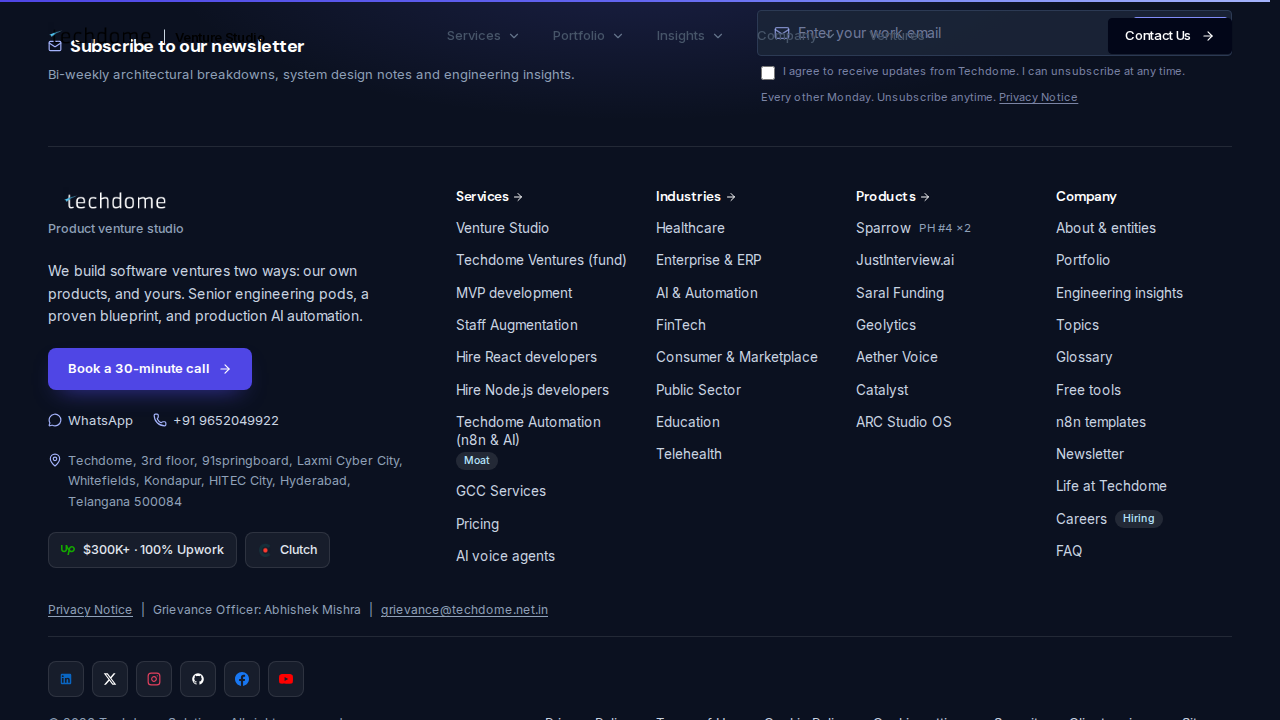 techdome | Venture Studio
Services
Portfolio
Insights
Company
Ventures
Contact Us
Subscribe to our newsletter
Bi-weekly architectural breakdowns, system design notes and engineering insights.
Enter your work email
I agree to receive updates from Techdome. I can unsubscribe at any time.
Every other Monday. Unsubscribe anytime. Privacy Notice
techdome
Product venture studio
We build software ventures two ways: our own
products, and yours. Senior engineering pods, a
proven blueprint, and production AI automation.
Book a 30-minute call
WhatsApp
+91 9652049922
Techdome, 3rd floor, 91springboard, Laxmi Cyber City,
Whitefields, Kondapur, HITEC City, Hyderabad,
Telangana 500084
Up $300K+ · 100% Upwork
Clutch
Services
Venture Studio
Techdome Ventures (fund)
MVP development
Staff Augmentation
Hire React developers
Hire Node.js developers
Techdome Automation
(n8n & AI)
Moat
GCC Services
Pricing
AI voice agents
Industries
Healthcare
Enterprise & ERP
AI & Automation
FinTech
Consumer & Marketplace
Public Sector
Education
Telehealth
Products
Sparrow PH #4 ×2
JustInterview.ai
Saral Funding
Geolytics
Aether Voice
Catalyst
ARC Studio OS
Company
About & entities
Portfolio
Engineering insights
Topics
Glossary
Free tools
n8n templates
Newsletter
Life at Techdome
Careers Hiring
FAQ
Privacy Notice | Grievance Officer: Abhishek Mishra | grievance@techdome.net.in